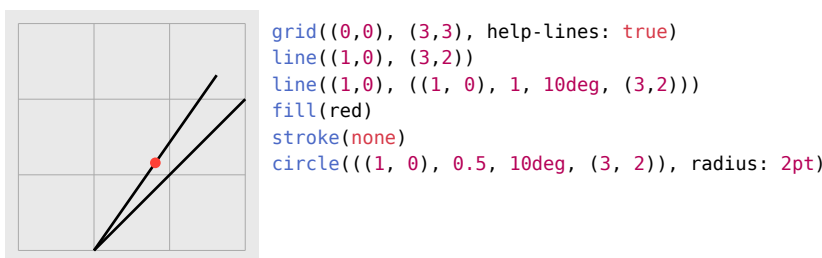 grid((0,0), (3,3), help-lines: true)
line((1,0), (3,2))
line((1,0), ((1, 0), 1, 10deg, (3,2)))
fill(red)
stroke(none)
circle(((1, 0), 0.5, 10deg, (3, 2)), radius: 2pt)